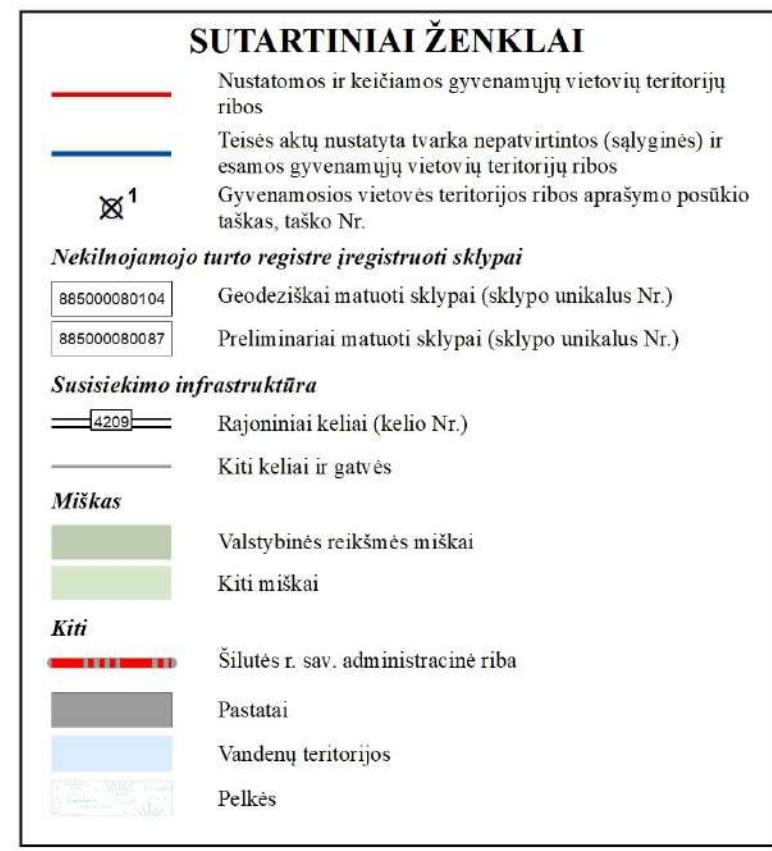 SUTARTINIAI ŽENKLAI
Nustatomos ir keičiamos gyvenamųjų vietovių teritorijų
ribos
Teisės aktų nustatyta tvarka nepatvirtintos (sąlyginės) ir
esamos gyvenamųjų vietovių teritorijų ribos
1
Gyvenamosios vietovės teritorijos ribos aprašymo posūkio
taškas, taško Nr.
Nekilnojamojo turto registre įregistruoti sklypai
885000080104 Geodeziškai matuoti sklypai (sklypo unikalus Nr.)
885000080087 Preliminariai matuoti sklypai (sklypo unikalus Nr.)
Susisiekimo infrastruktūra
4209 Rajoniniai keliai (kelio Nr.)
Kiti keliai ir gatvės
Miškas
Valstybinės reikšmės miškai
Kiti miškai
Kiti
Šilutės r. sav. administracinė riba
Pastatai
Vandenų teritorijos
Pelkės